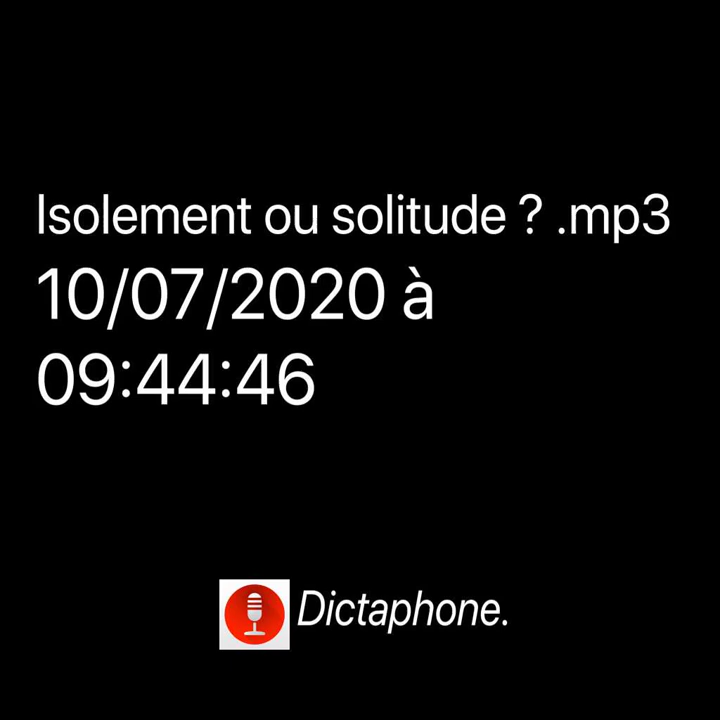 Isolement ou solitude ? .mp3
10/07/2020 à
09:44:46
Dictaphone.